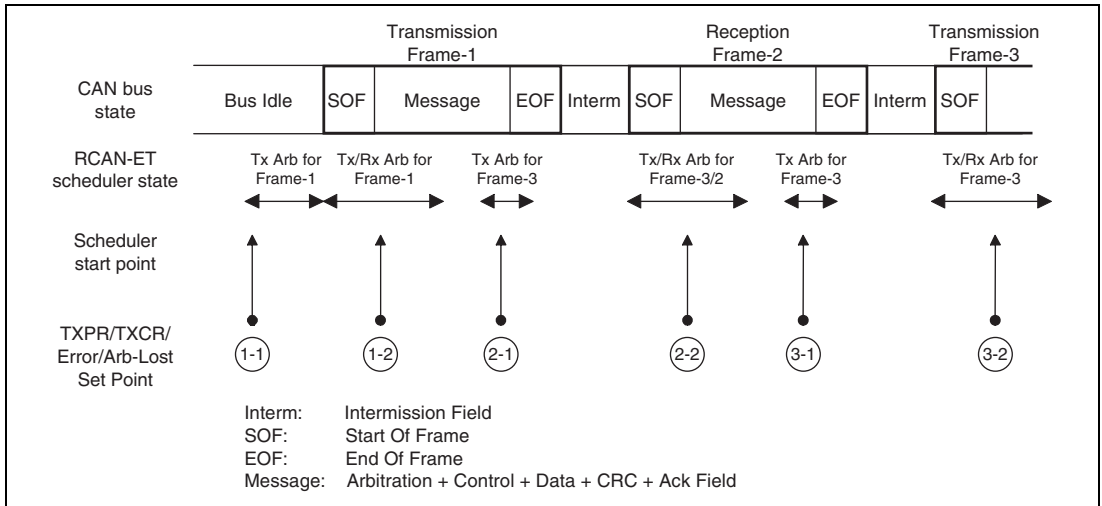 Transmission
Frame-1
Reception
Frame-2
Transmission
Frame-3
CAN bus
state
Bus Idle
SOF
Message
EOF
Interm
SOF
Message
EOF
Interm
SOF
RCAN-ET
scheduler state
Tx Arb for
Frame-1
Tx/Rx Arb for
Frame-1
Tx Arb for
Frame-3
Tx/Rx Arb for
Frame-3/2
Tx Arb for
Frame-3
Tx/Rx Arb for
Frame-3
Scheduler
start point
TXPR/TXCR/
Error/Arb-Lost
Set Point
1-1
1-2
2-1
2-2
3-1
3-2
Interm: Intermission Field
SOF: Start Of Frame
EOF: End Of Frame
Message: Arbitration + Control + Data + CRC + Ack Field